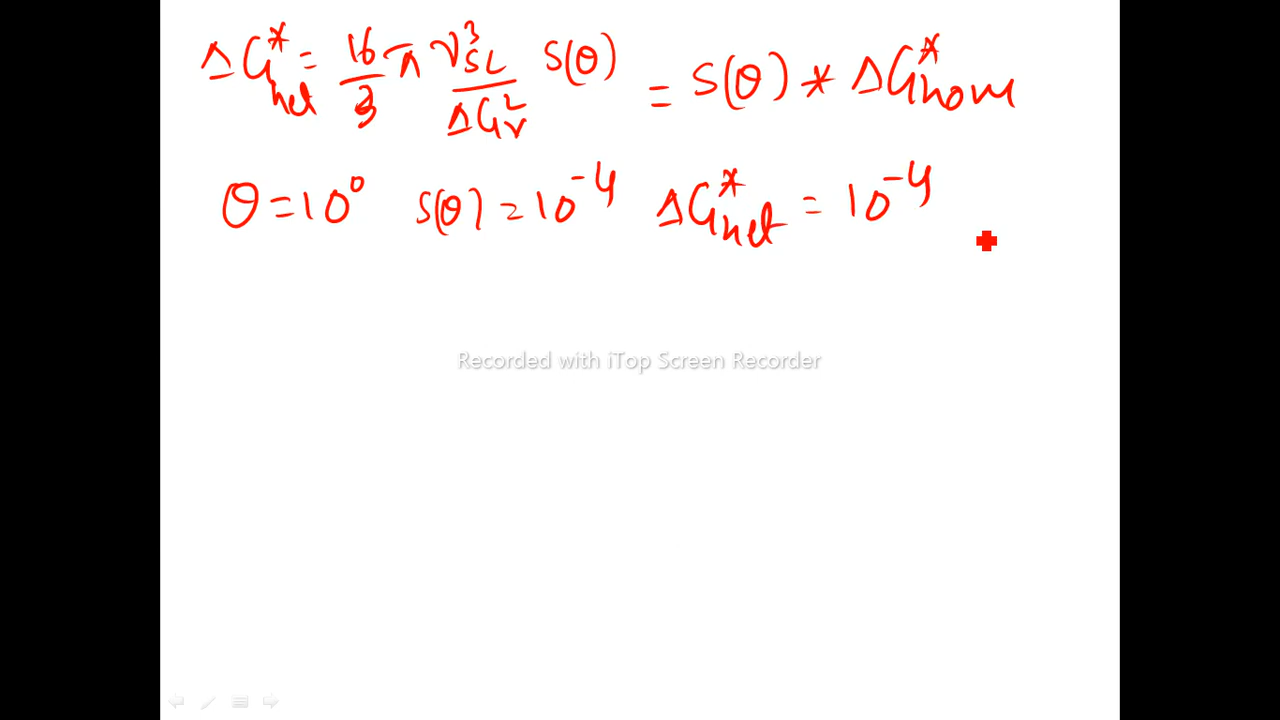 ΔG*het = 16/3 π γ³SL/ΔGv² S(θ) = S(θ) * ΔG*hom
θ = 10° S(θ) = 10⁻⁴ ΔG*het = 10⁻⁴
Recorded with iTop Screen Recorder